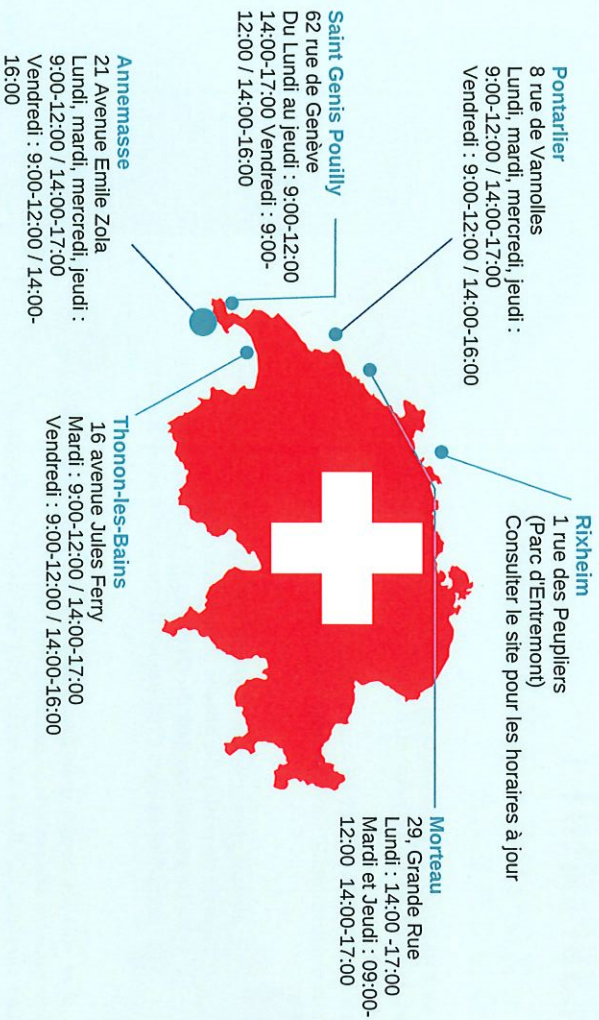 Pontarlier
8 rue de Vannolles
Lundi, mardi, mercredi, jeudi :
9:00-12:00 / 14:00-17:00
Vendredi : 9:00-12:00 / 14:00-16:00
Rixheim
1 rue des Peupliers
(Parc d'Entremont)
Consulter le site pour les horaires à jour
Saint Genis Pouilly
62 rue de Genève
Du Lundi au jeudi : 9:00-12:00
14:00-17:00 Vendredi : 9:00-
12:00 / 14:00-16:00
Morteau
29, Grande Rue
Lundi : 14:00 -17:00
Mardi et Jeudi : 09:00-
12:00 14:00-17:00
Annemasse
21 Avenue Emile Zola
Lundi, mardi, mercredi, jeudi :
9:00-12:00 / 14:00-17:00
Vendredi : 9:00-12:00 / 14:00-
16:00
Thonon-les-Bains
16 avenue Jules Ferry
Mardi : 9:00-12:00 / 14:00-17:00
Vendredi : 9:00-12:00 / 14:00-16:00